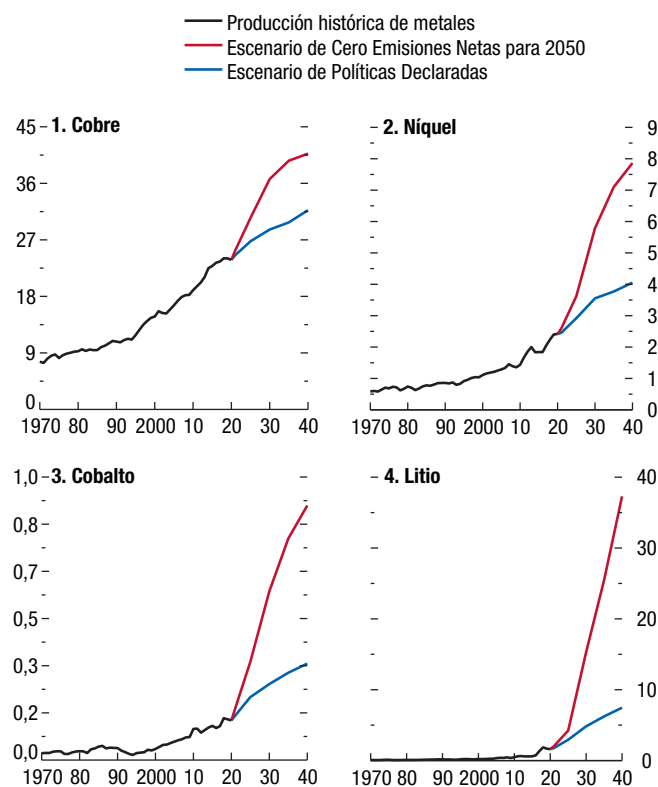 Producción histórica de metales
Escenario de Cero Emisiones Netas para 2050
Escenario de Políticas Declaradas
1. Cobre
45
36
27
18
9
0
1970 80 90 2000 10 20 30 40
2. Níquel
9
8
7
6
5
4
3
2
1
0
1970 80 90 2000 10 20 30 40
3. Cobalto
1,0
0,8
0,7
0,5
0,3
0,2
0,0
1970 80 90 2000 10 20 30 40
4. Litio
40
30
20
10
0
1970 80 90 2000 10 20 30 40